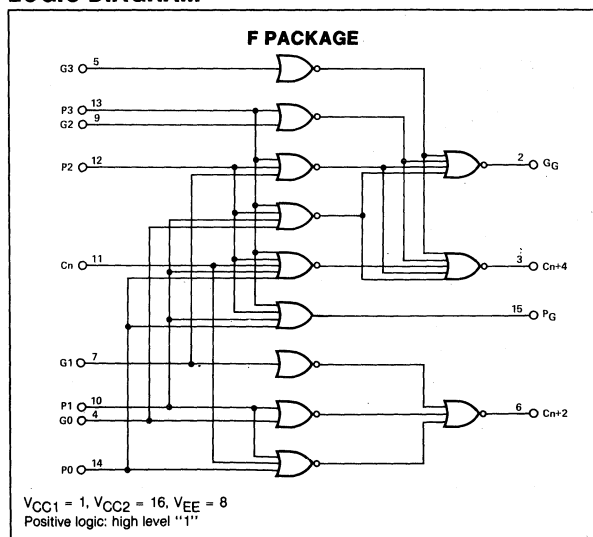 F PACKAGE
G3 5
P3 13
G2 9
P2 12
Cn 11
G1 7
P1 10
G0 4
P0 14
2 GG
3 Cn+4
15 PG
6 Cn+2
VCC1 = 1, VCC2 = 16, VEE = 8
Positive logic: high level "1"